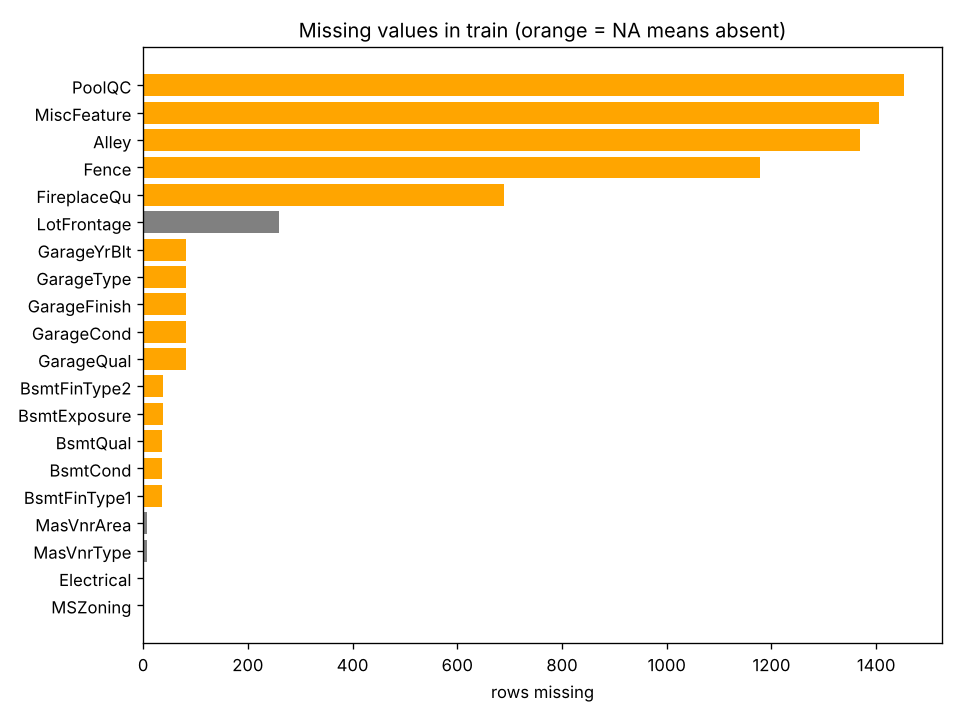 Missing values in train (orange = NA means absent)
PoolQC
MiscFeature
Alley
Fence
FireplaceQu
LotFrontage
GarageYrBlt
GarageType
GarageFinish
GarageCond
GarageQual
BsmtFinType2
BsmtExposure
BsmtQual
BsmtCond
BsmtFinType1
MasVnrArea
MasVnrType
Electrical
MSZoning
0 200 400 600 800 1000 1200 1400
rows missing